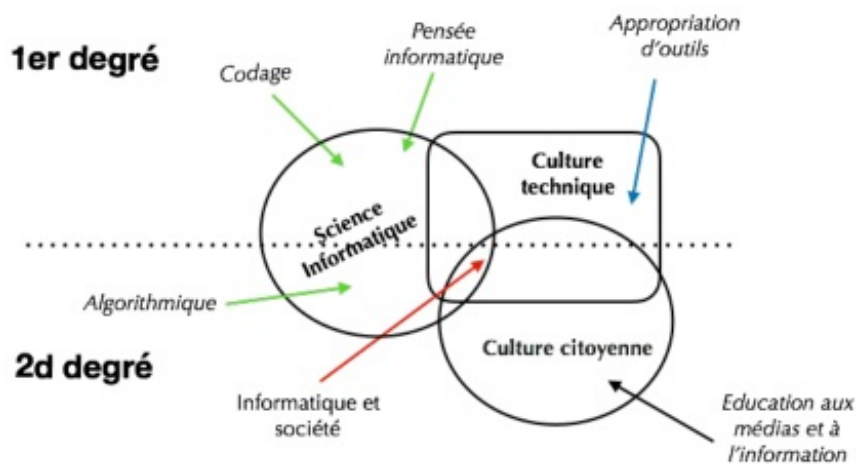 1er degré
Codage
Pensée
informatique
Appropriation
d'outils
Culture
technique
Science
Informatique
Algorithmique
2d degré
Culture citoyenne
Informatique et
société
Education aux
médias et à
l'information